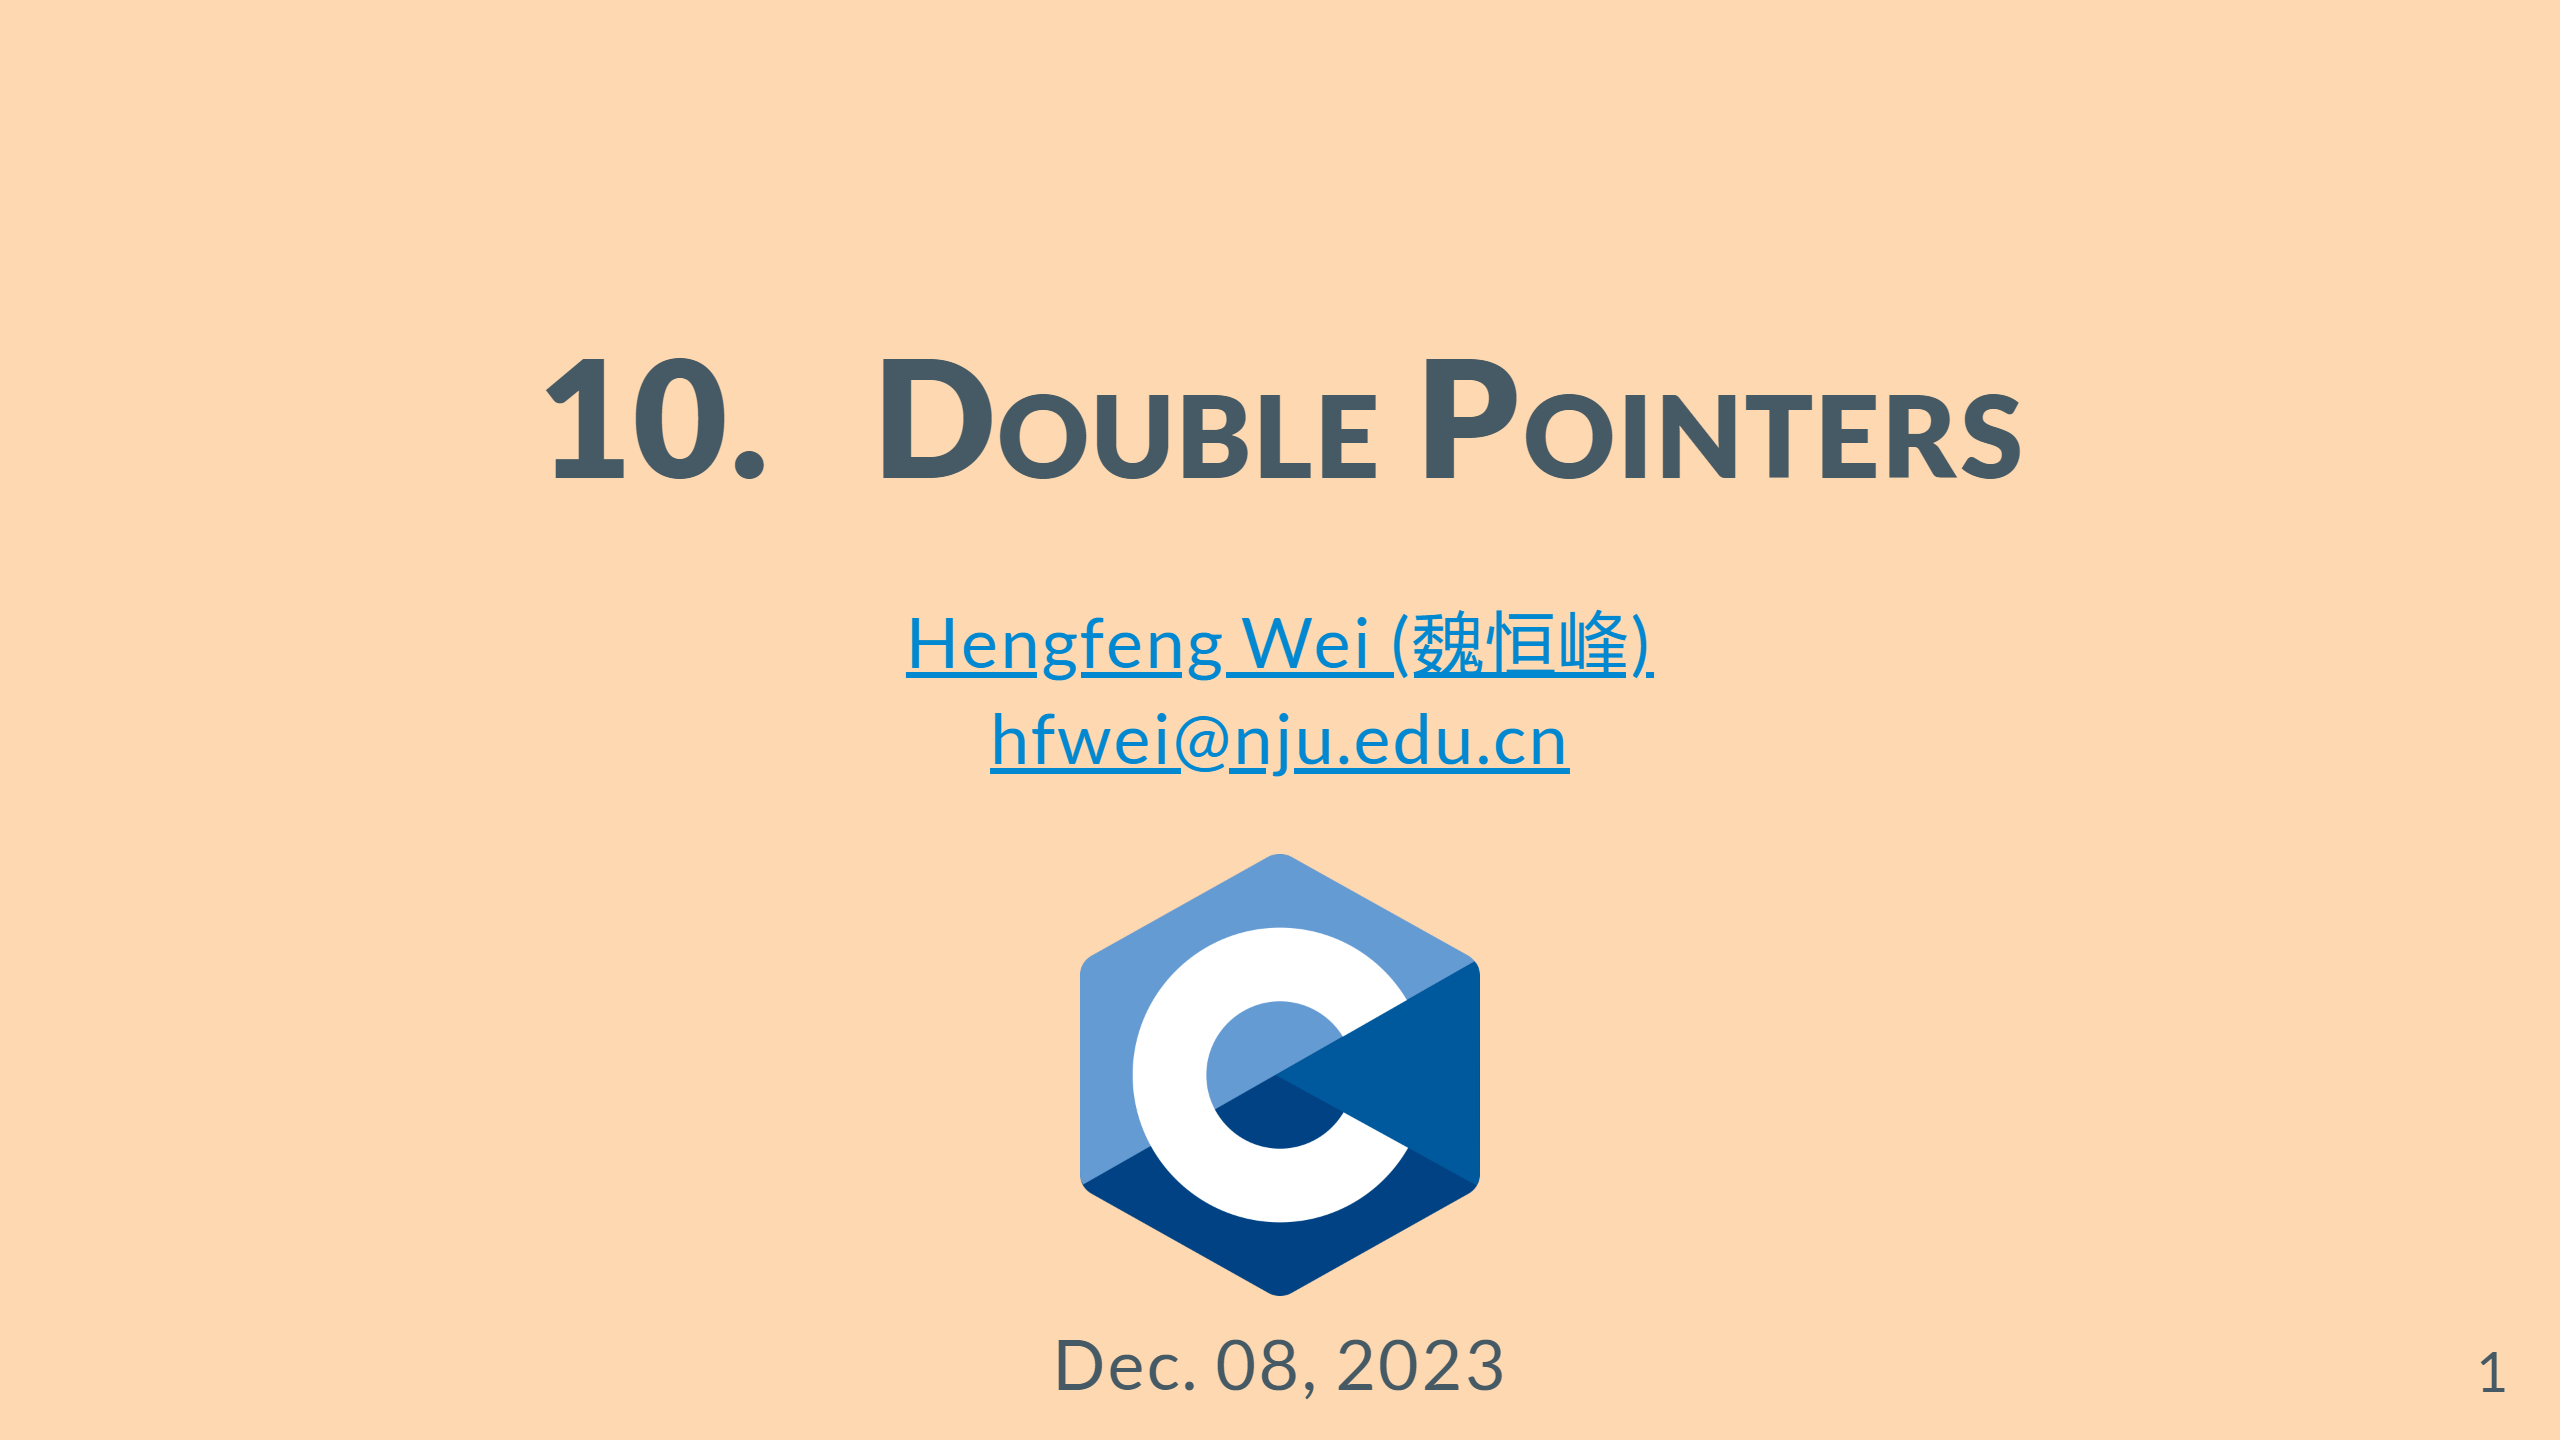 10. Double Pointers
Hengfeng Wei (魏恒峰)
hfwei@nju.edu.cn
C
Dec. 08, 2023
1